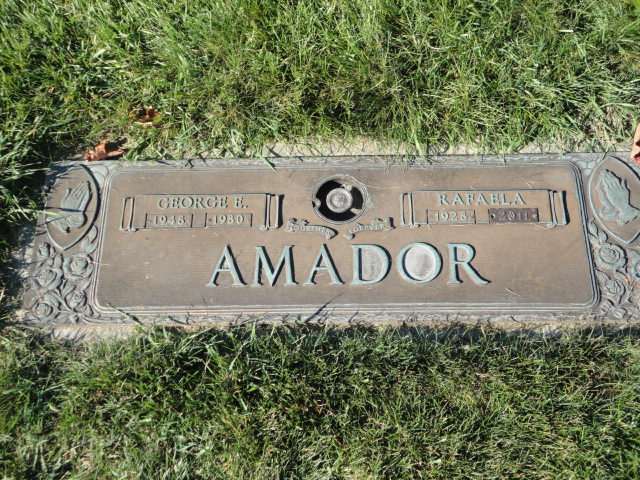 GEORGE E.
1948 1980
TOGETHER FOREVER
RAFAELA
1928 2011
AMADOR